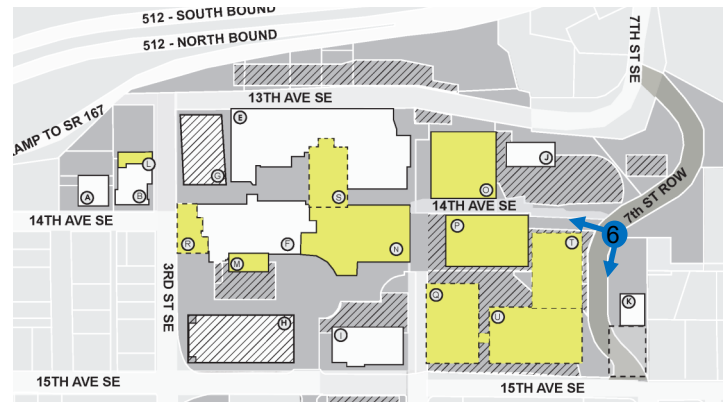 512 - SOUTH BOUND
512 - NORTH BOUND
7TH ST SE
13TH AVE SE
AMP TO SR 167
E
L
A
B
G
J
O
S
14TH AVE SE
7th ST ROW
14TH AVE SE
R
F
N
P
T
6
M
3RD ST SE
Q
K
H
I
U
15TH AVE SE
15TH AVE SE